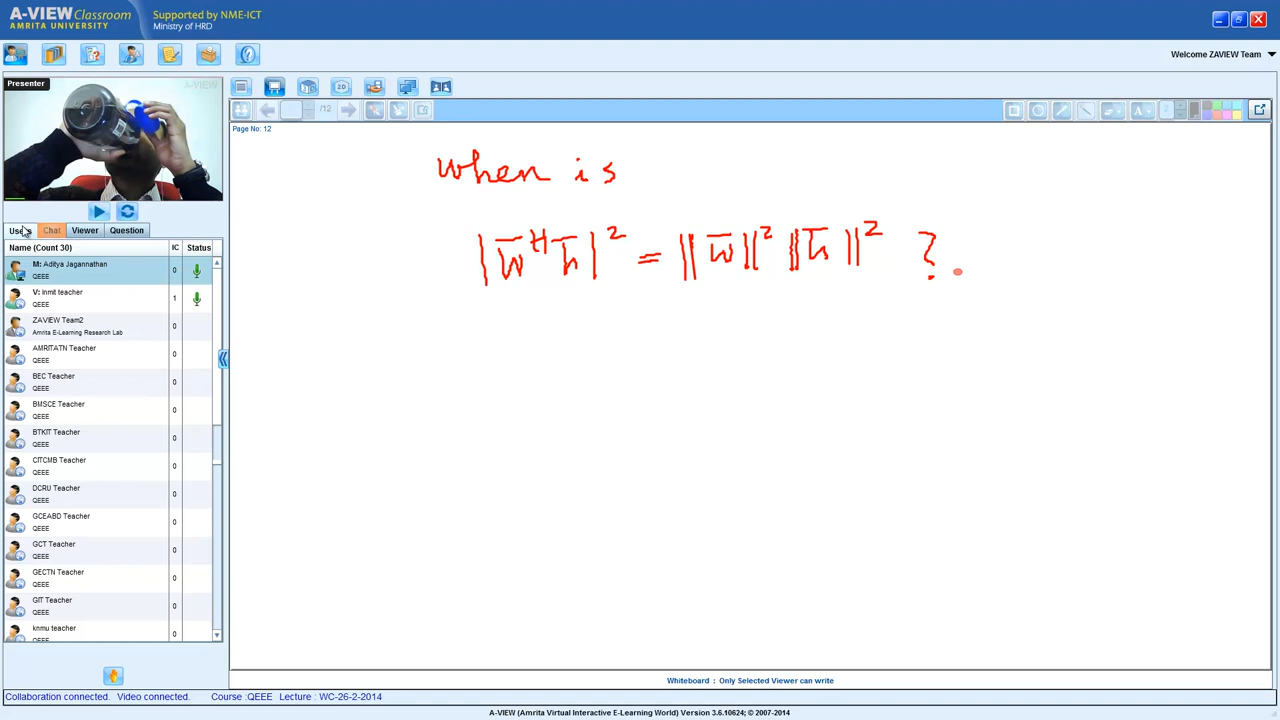 A-VIEW Classroom
AMRITA UNIVERSITY
Supported by NME-ICT
Ministry of HRD
Welcome ZAVIEW Team
Presenter
A-VIEW
/12
Page No: 12
when is
|w̅ᴴ h̅|² = ||w̅||² ||h̅||² ?
Users Chat Viewer Question
Name (Count 30) IC Status
M: Aditya Jagannathan 0
QEEE
V: lnmit teacher 1
QEEE
ZAVIEW Team2 0
Amrita E-Learning Research Lab
AMRITATN Teacher 0
QEEE
BEC Teacher 0
QEEE
BMSCE Teacher 0
QEEE
BTKIT Teacher 0
QEEE
CITCMB Teacher 0
QEEE
DCRU Teacher 0
QEEE
GCEABD Teacher 0
QEEE
GCT Teacher 0
QEEE
GECTN Teacher 0
QEEE
GIT Teacher 0
QEEE
knmu teacher 0
QEEE
Whiteboard : Only Selected Viewer can write
Collaboration connected. Video connected. Course :QEEE Lecture : WC-26-2-2014
A-VIEW (Amrita Virtual Interactive E-Learning World) Version 3.6.10624; © 2007-2014